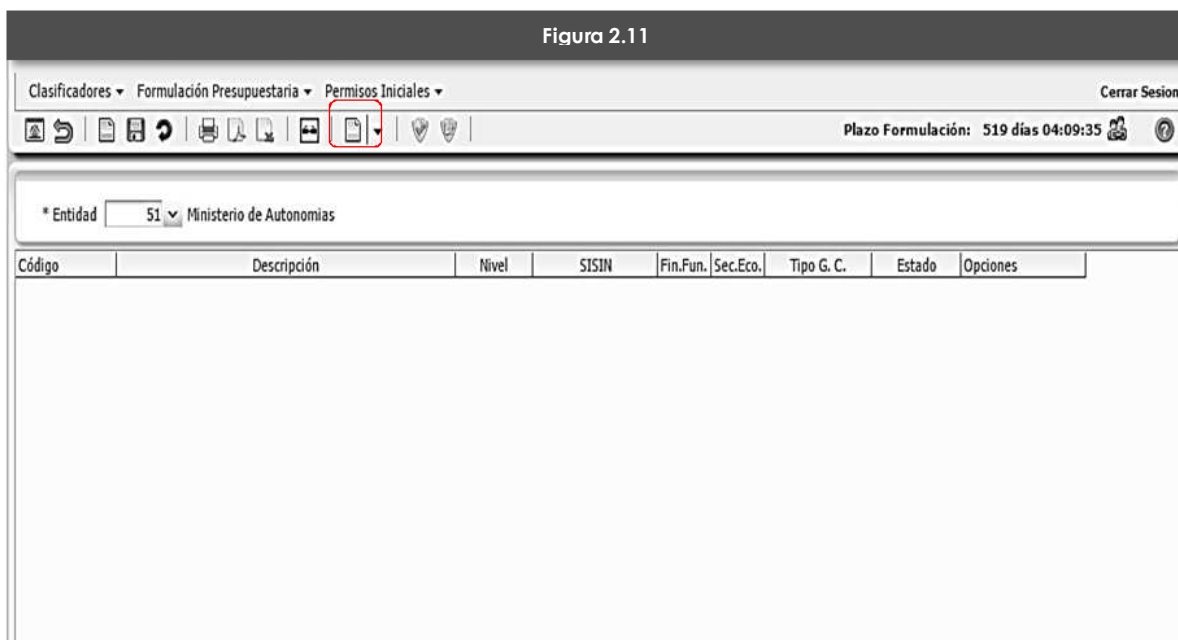 Figura 2.11
Clasificadores Formulación Presupuestaria Permisos Iniciales Cerrar Sesion
Plazo Formulación: 519 días 04:09:35
* Entidad 51 Ministerio de Autonomias
Código Descripción Nivel SISIN Fin.Fun. Sec.Eco. Tipo G. C. Estado Opciones